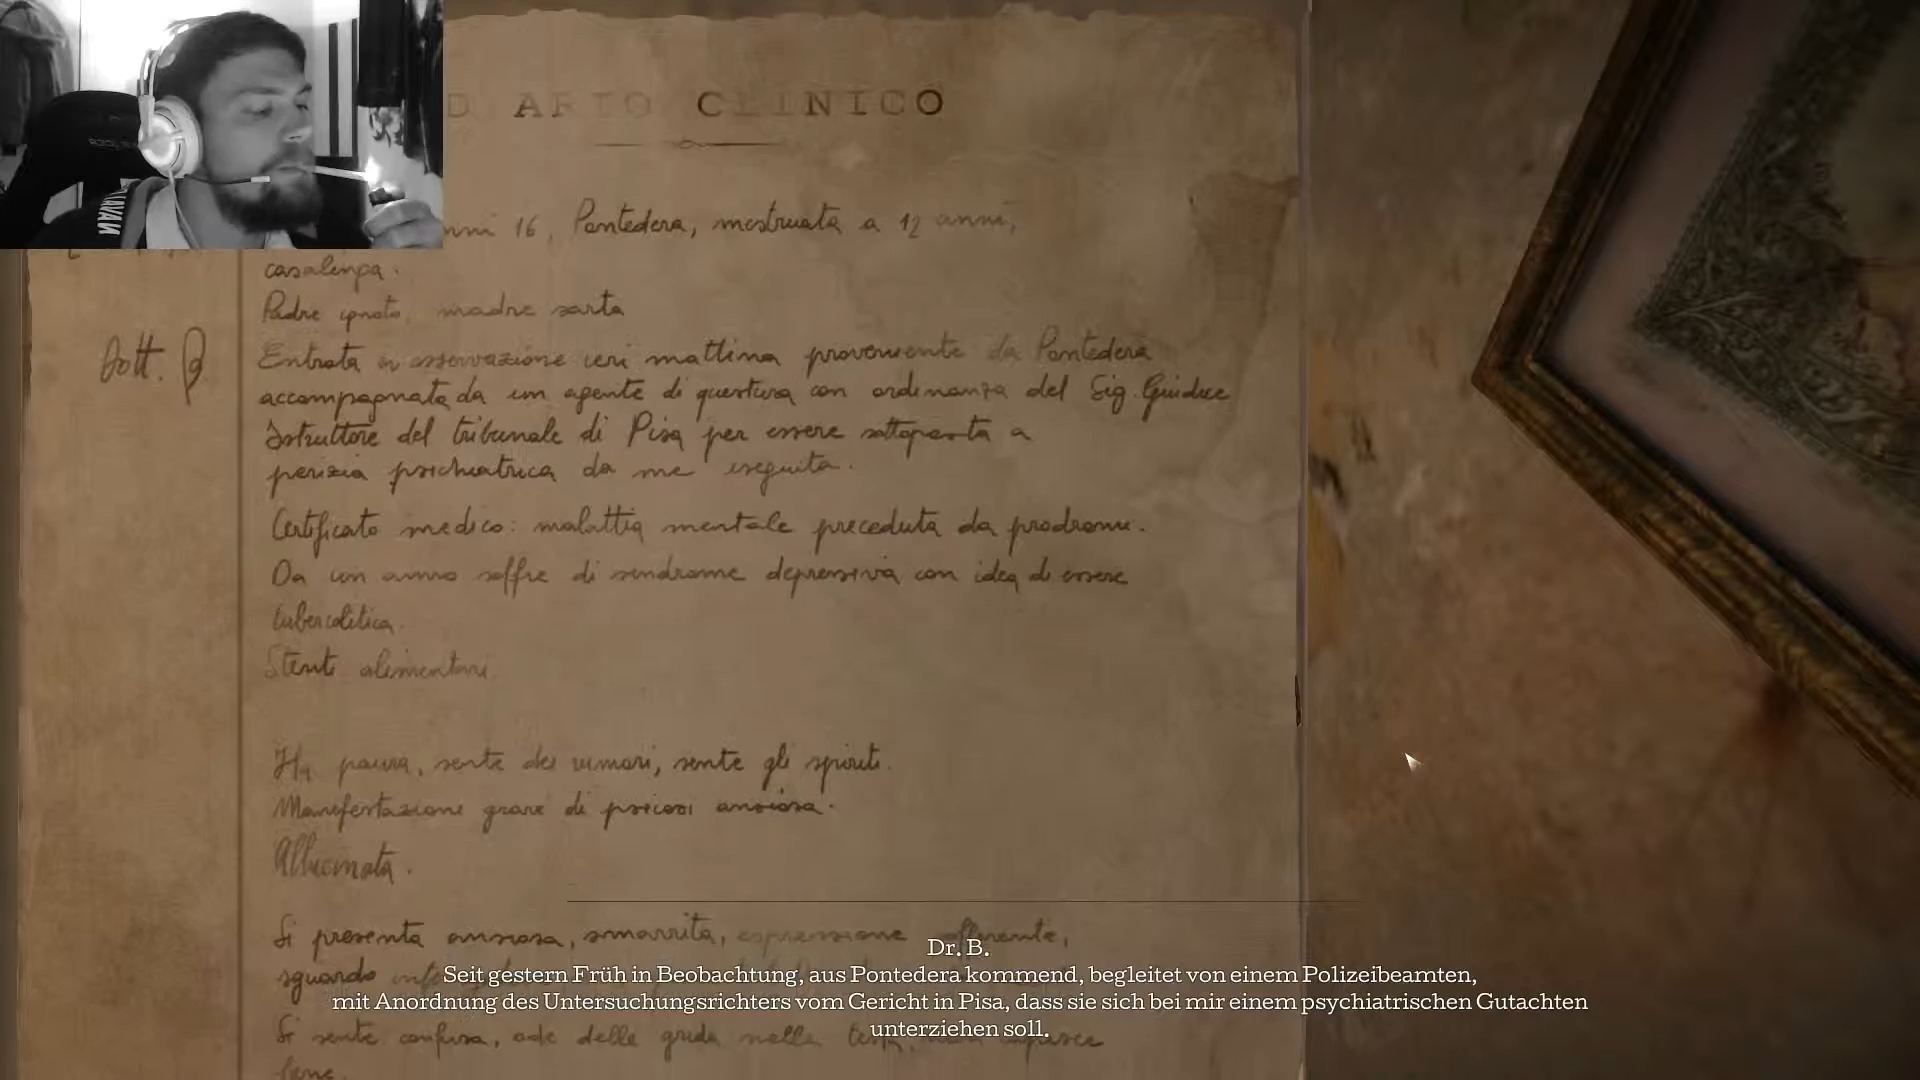 D ARIO CLINICO
nni 16, Pontedera, mestruata a 12 anni,
casalinga.
Padre ignoto, madre sarta
Dott. B.
Entrata in osservazione ieri mattina proveniente da Pontedera
accompagnata da un agente di questura con ordinanza del Sig. Giudice
Istruttore del tribunale di Pisa per essere sottoposta a
perizia psichiatrica da me eseguita.
Certificato medico: malattia mentale preceduta da prodromi.
Da un anno soffre di sindrome depressiva con idea di essere
tubercolitica.
Stenti alimentari
Ha paura, sente dei rumori, sente gli spiriti.
Manifestazione grave di psicosi ansiosa.
Allucinata.
Si presenta ansiosa, smarrita, espressione sofferente,
sguardo
Si sente confusa, ode delle grida nella testa,
bene.
Dr. B.
Seit gestern Früh in Beobachtung, aus Pontedera kommend, begleitet von einem Polizeibeamten,
mit Anordnung des Untersuchungsrichters vom Gericht in Pisa, dass sie sich bei mir einem psychiatrischen Gutachten
unterziehen soll.